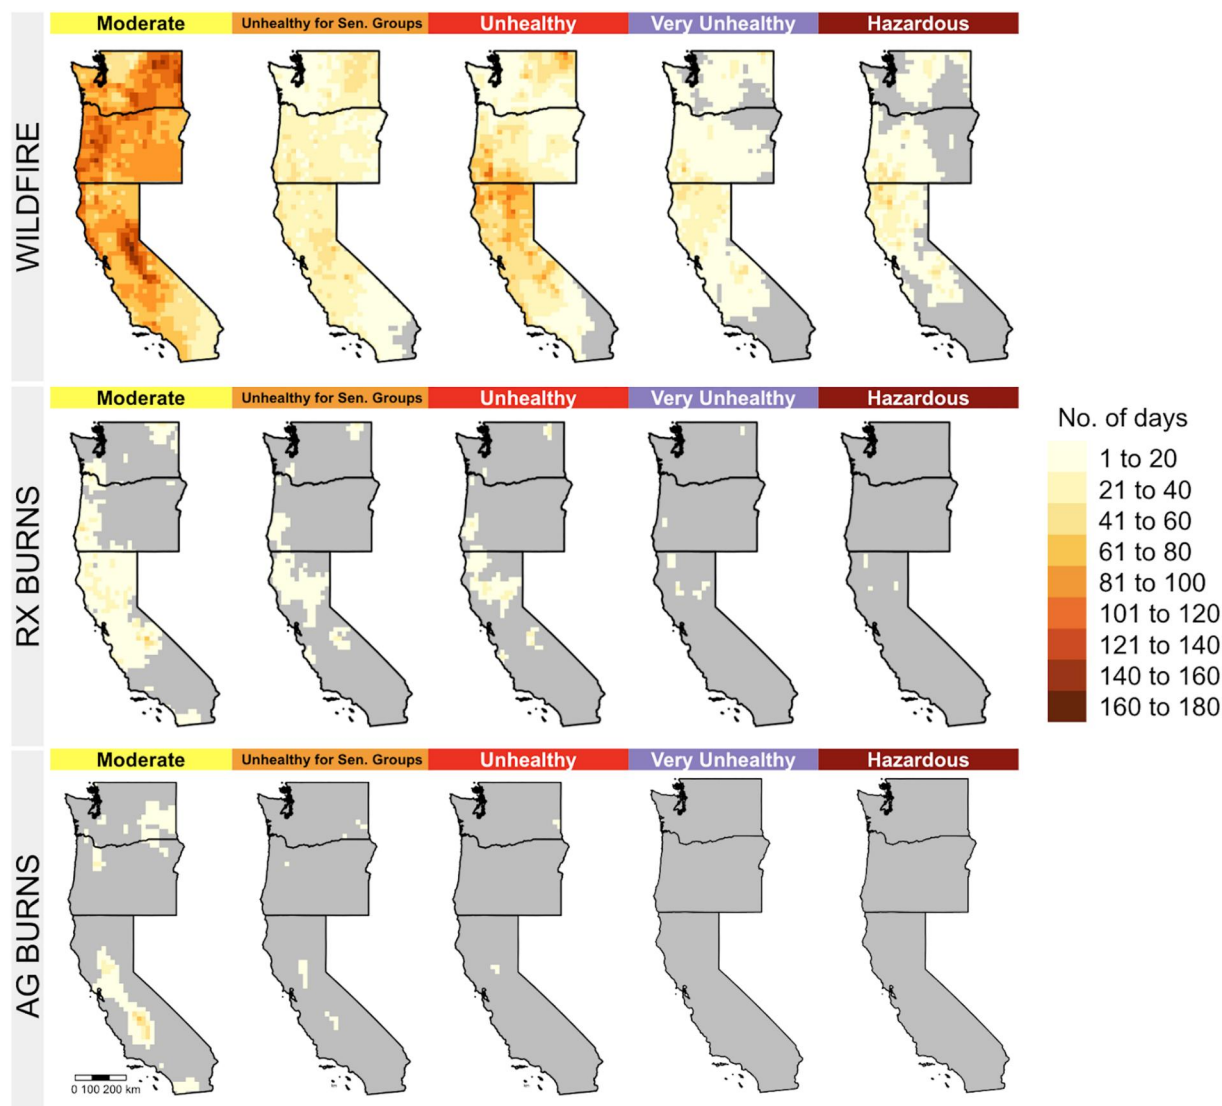 WILDFIRE
Moderate
Unhealthy for Sen. Groups
Unhealthy
Very Unhealthy
Hazardous
RX BURNS
Moderate
Unhealthy for Sen. Groups
Unhealthy
Very Unhealthy
Hazardous
No. of days
1 to 20
21 to 40
41 to 60
61 to 80
81 to 100
101 to 120
121 to 140
140 to 160
160 to 180
AG BURNS
Moderate
Unhealthy for Sen. Groups
Unhealthy
Very Unhealthy
Hazardous
0 100 200 km